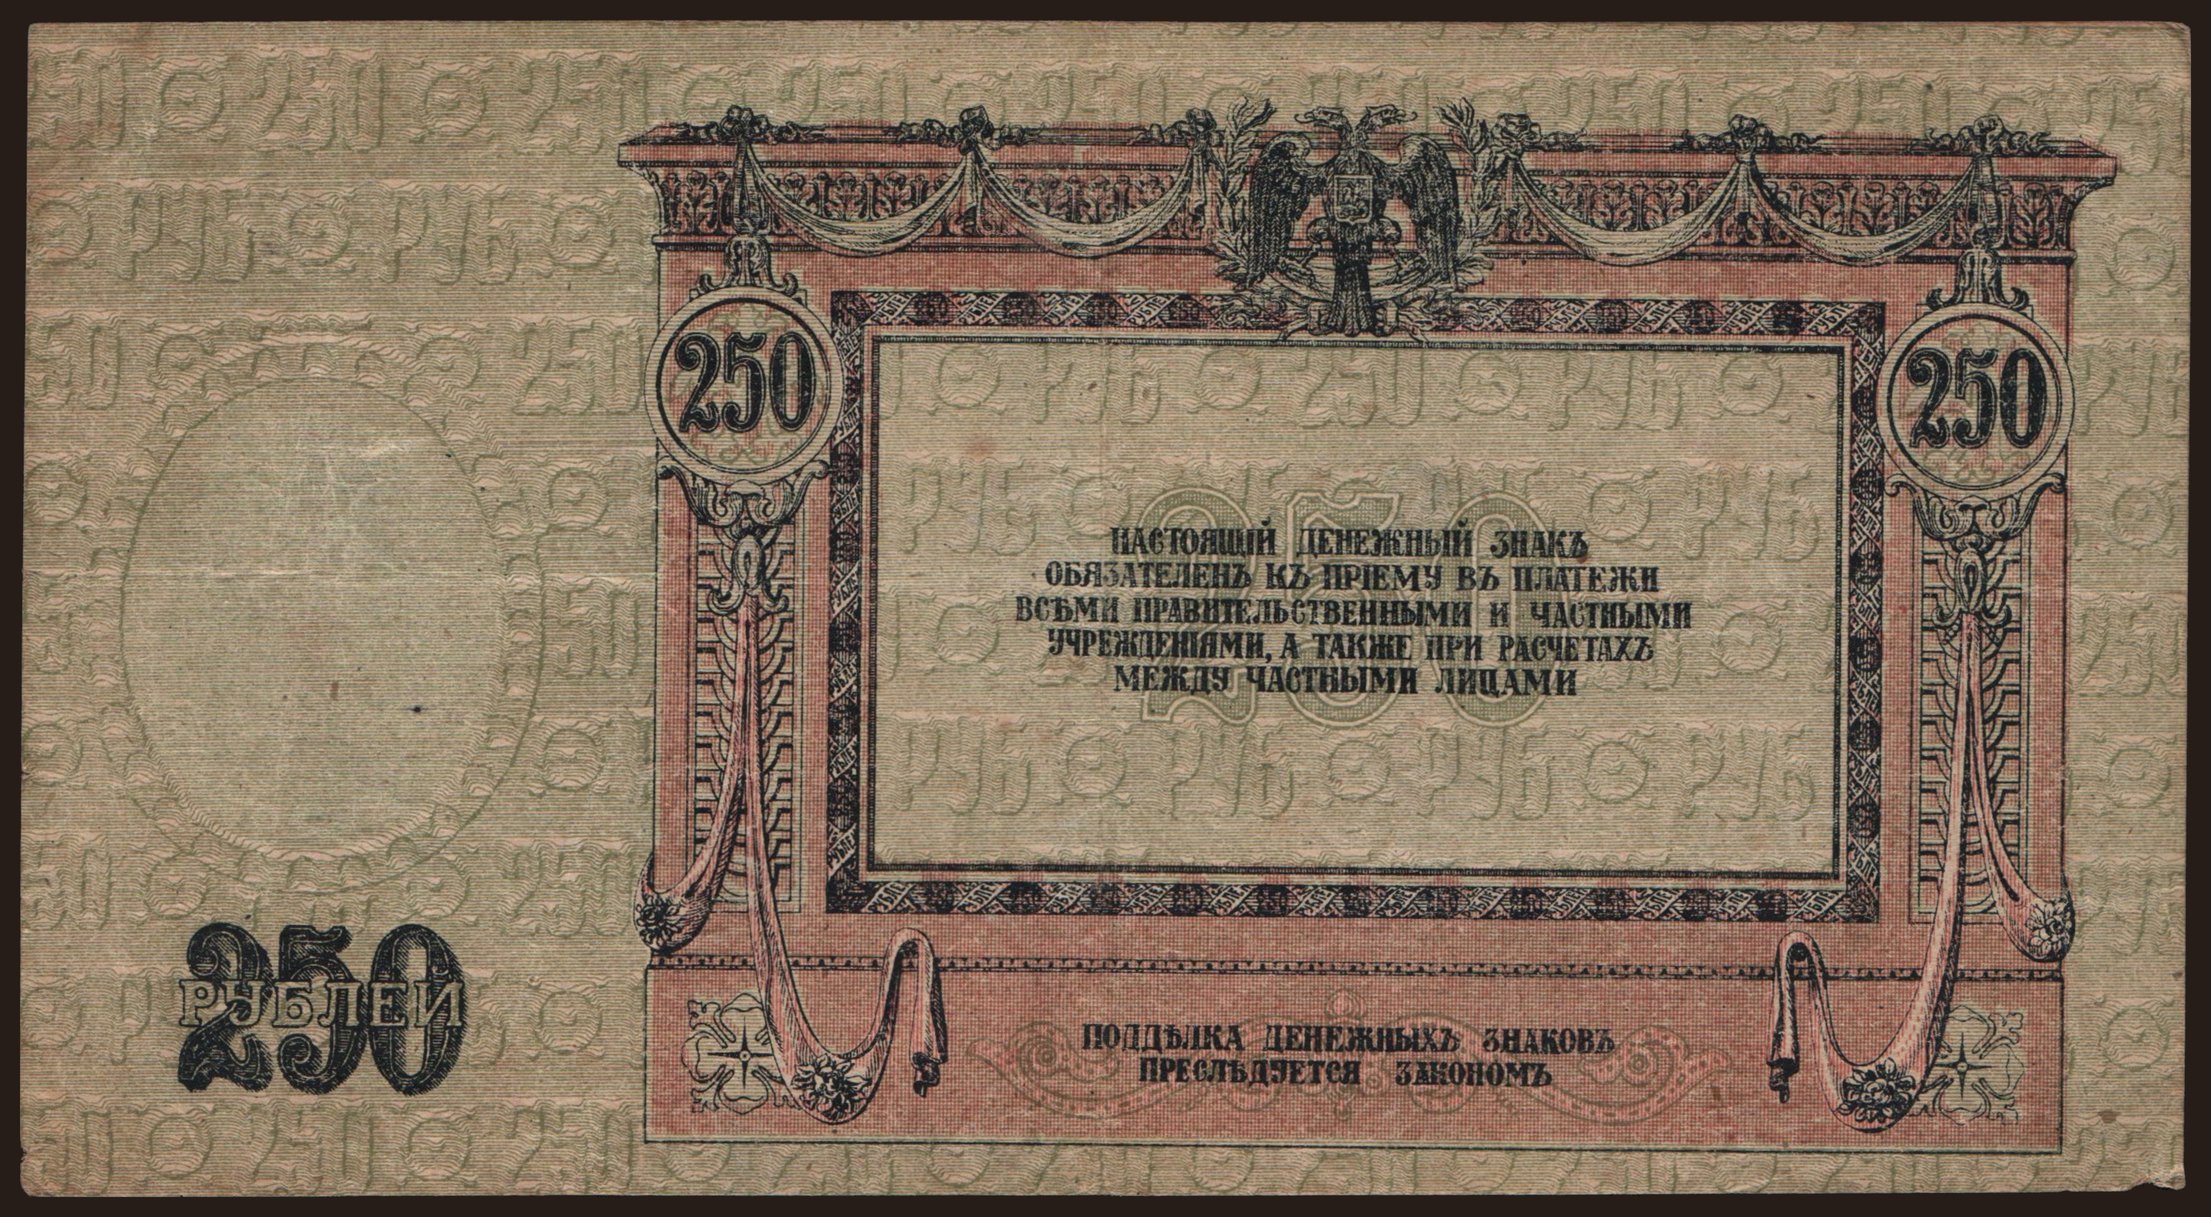 250
250
НАСТОЯЩІЙ ДЕНЕЖНЫЙ ЗНАКЪ
ОБЯЗАТЕЛЕНЪ КЪ ПРІЕМУ ВЪ ПЛАТЕЖИ
ВСѢМИ ПРАВИТЕЛЬСТВЕННЫМИ И ЧАСТНЫМИ
УЧРЕЖДЕНІЯМИ, А ТАКЖЕ ПРИ РАСЧЕТАХЪ
МЕЖДУ ЧАСТНЫМИ ЛИЦАМИ
250
250
РУБЛЕЙ
ПОДДѢЛКА ДЕНЕЖНЫХЪ ЗНАКОВЪ
ПРЕСЛѢДУЕТСЯ ЗАКОНОМЪ